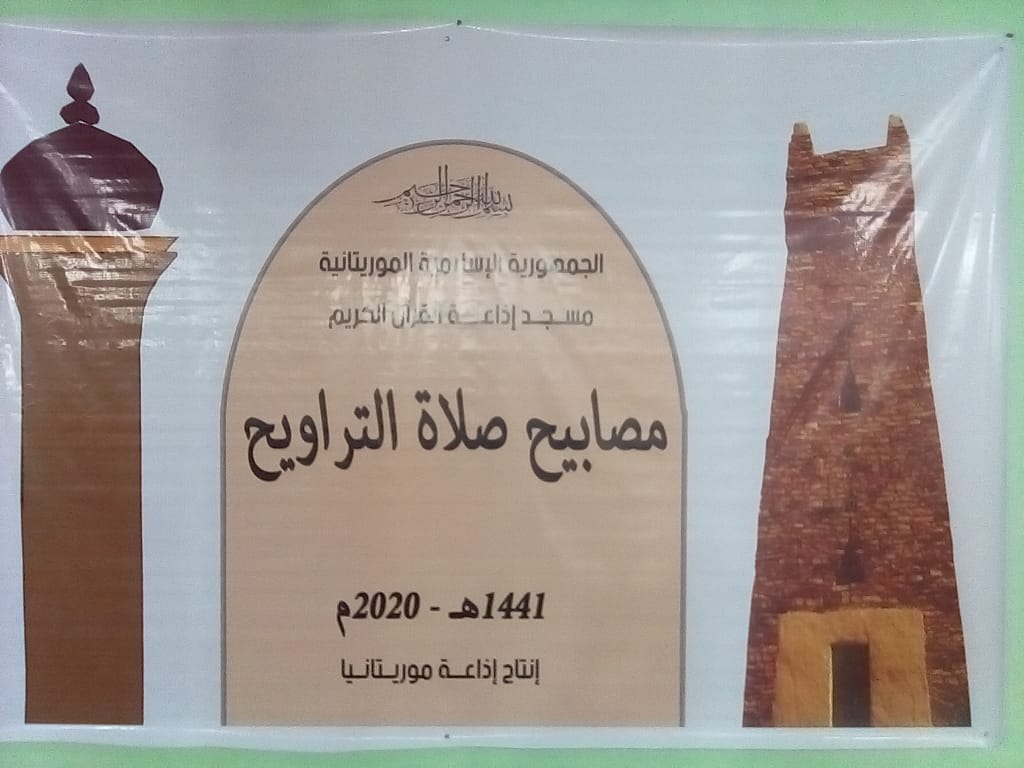 بسم الله الرحمن الرحيم
الجمهورية الإسلامية الموريتانية
مسجد إذاعة القرآن الكريم
مصابيح صلاة التراويح
1441هـ - 2020م
إنتاج إذاعة موريتانيا